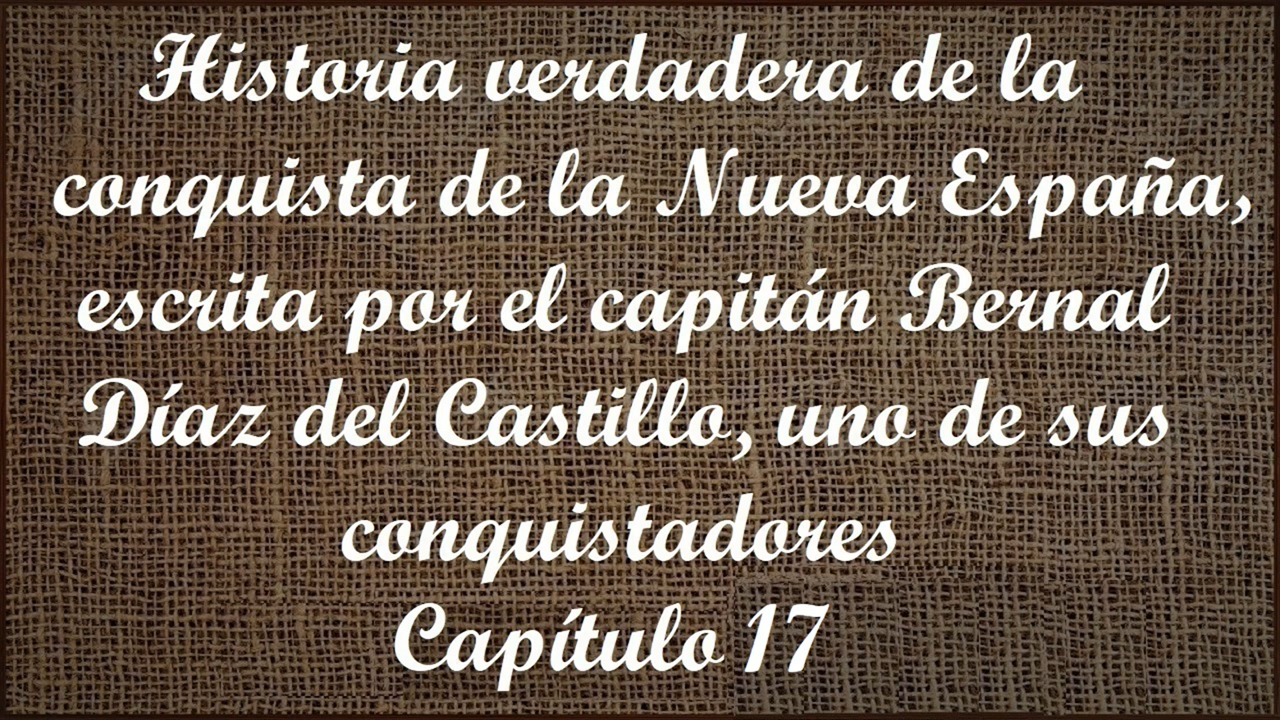 Historia verdadera de la
conquista de la Nueva España,
escrita por el capitán Bernal
Díaz del Castillo, uno de sus
conquistadores
Capítulo 17